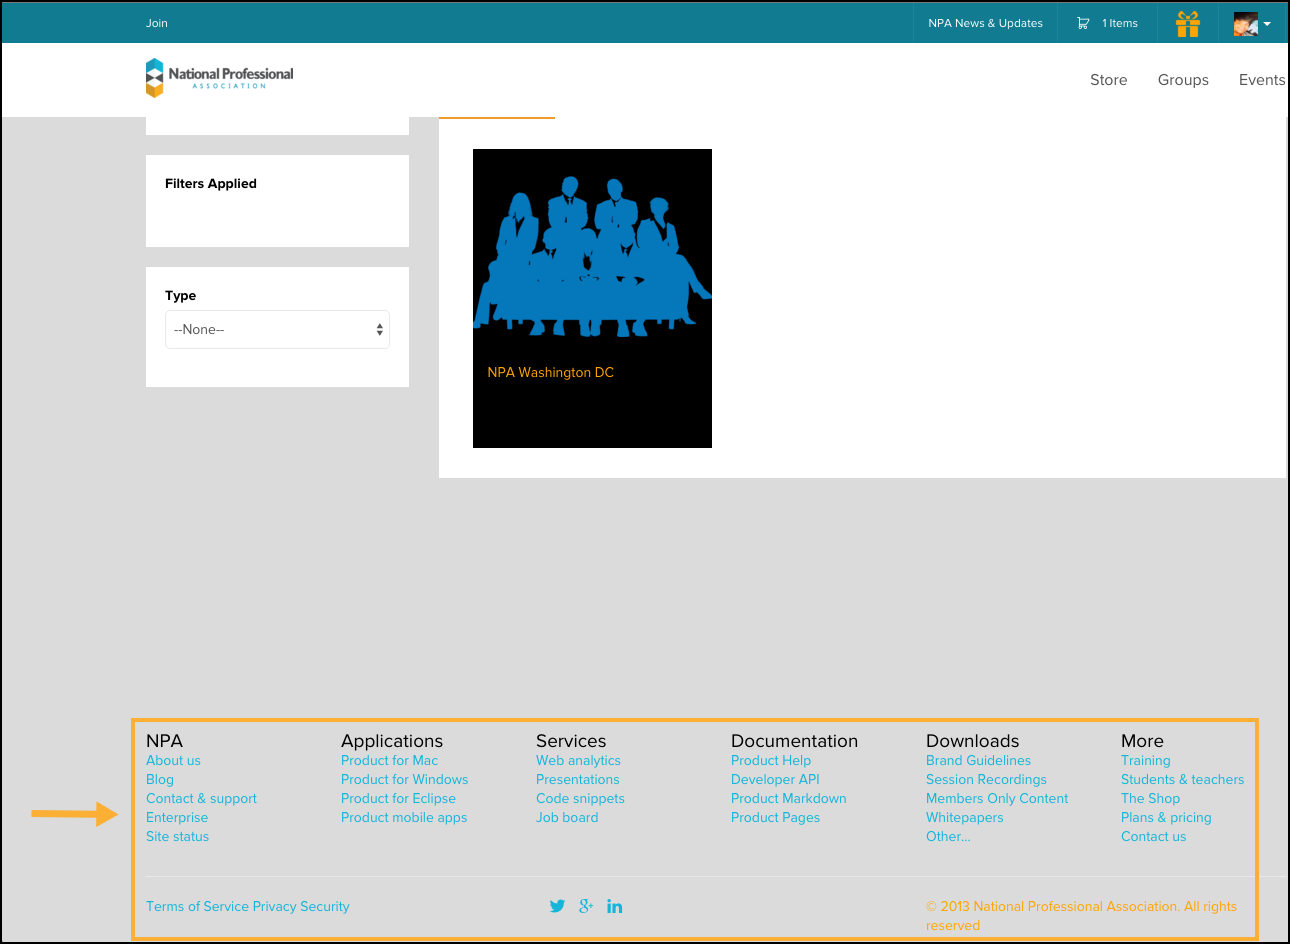 Join
NPA News & Updates
1 Items
National Professional
ASSOCIATION
Store
Groups
Events
Filters Applied
Type
--None--
NPA Washington DC
NPA
About us
Blog
Contact & support
Enterprise
Site status
Applications
Product for Mac
Product for Windows
Product for Eclipse
Product mobile apps
Services
Web analytics
Presentations
Code snippets
Job board
Documentation
Product Help
Developer API
Product Markdown
Product Pages
Downloads
Brand Guidelines
Session Recordings
Members Only Content
Whitepapers
Other...
More
Training
Students & teachers
The Shop
Plans & pricing
Contact us
Terms of Service Privacy Security
© 2013 National Professional Association. All rights
reserved